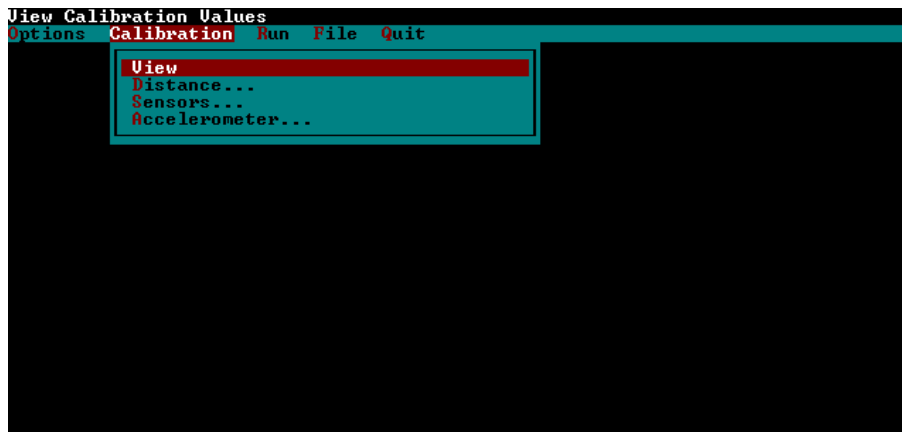 View Calibration Values
Options Calibration Run File Quit
View
Distance...
Sensors...
Accelerometer...